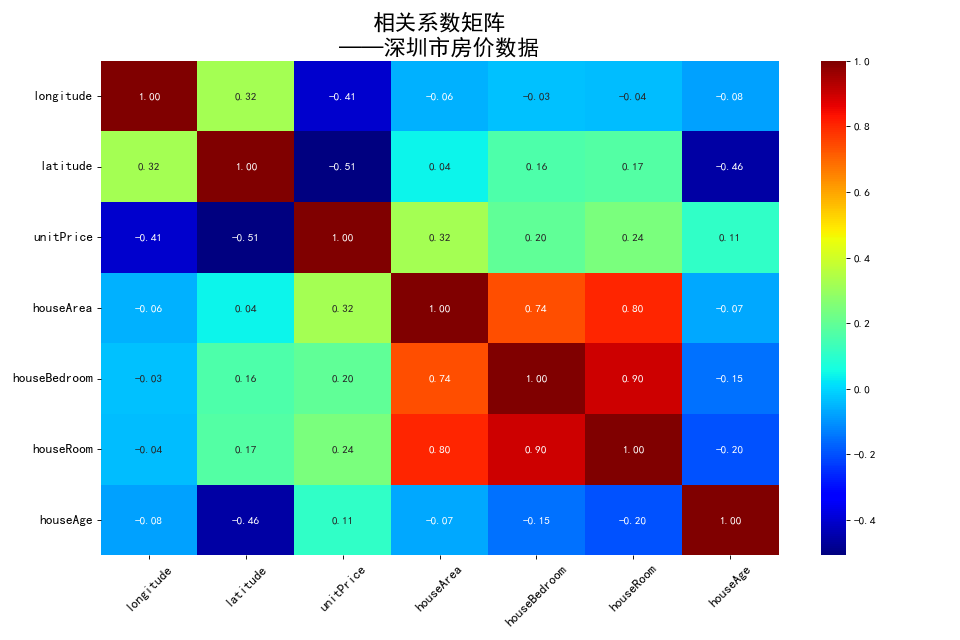 相关系数矩阵
——深圳市房价数据
longitude 1.00 0.32 -0.41 -0.06 -0.03 -0.04 -0.08
latitude 0.32 1.00 -0.51 0.04 0.16 0.17 -0.46
unitPrice -0.41 -0.51 1.00 0.32 0.20 0.24 0.11
houseArea -0.06 0.04 0.32 1.00 0.74 0.80 -0.07
houseBedroom -0.03 0.16 0.20 0.74 1.00 0.90 -0.15
houseRoom -0.04 0.17 0.24 0.80 0.90 1.00 -0.20
houseAge -0.08 -0.46 0.11 -0.07 -0.15 -0.20 1.00
longitude latitude unitPrice houseArea houseBedroom houseRoom houseAge
1.0
0.8
0.6
0.4
0.2
0.0
-0.2
-0.4